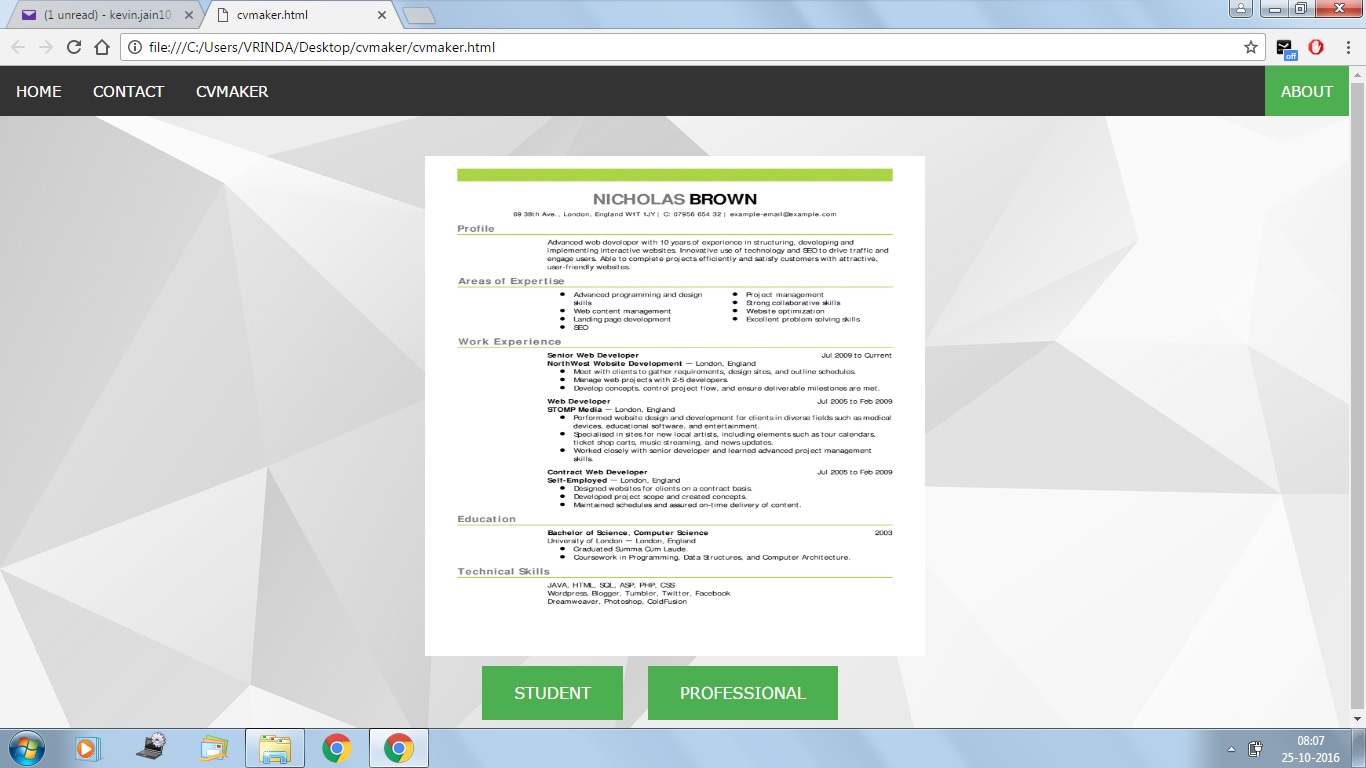 (1 unread) - kevin.jain10
cvmaker.html
file:///C:/Users/VRINDA/Desktop/cvmaker/cvmaker.html
off
HOME CONTACT CVMAKER ABOUT
NICHOLAS BROWN
69 38th Ave., London, England W1T 1JY | C: 07956 654 32 | example-email@example.com
Profile
Advanced web developer with 10 years of experience in structuring, developing and
implementing interactive websites. Innovative use of technology and SEO to drive traffic and
engage users. Able to complete projects efficiently and satisfy customers with attractive,
user-friendly websites.
Areas of Expertise
● Advanced programming and design
skills
● Web content management
● Landing page development
● SEO
● Project management
● Strong collaborative skills
● Website optimization
● Excellent problem solving skills
Work Experience
Senior Web Developer Jul 2009 to Current
NorthWest Website Development — London, England
● Meet with clients to gather requirements, design sites, and outline schedules.
● Manage web projects with 2-5 developers.
● Develop concepts, control project flow, and ensure deliverable milestones are met.
Web Developer Jul 2005 to Feb 2009
STOMP Media — London, England
● Performed website design and development for clients in diverse fields such as medical
devices, educational software, and entertainment.
● Specialised in sites for new local artists, including elements such as tour calendars,
ticket shop carts, music streaming, and news updates.
● Worked closely with senior developer and learned advanced project management
skills.
Contract Web Developer Jul 2005 to Feb 2009
Self-Employed — London, England
● Designed websites for clients on a contract basis.
● Developed project scope and created concepts.
● Maintained schedules and assured on-time delivery of content.
Education
Bachelor of Science, Computer Science 2003
University of London — London, England
● Graduated Summa Cum Laude.
● Coursework in Programming, Data Structures, and Computer Architecture.
Technical Skills
JAVA, HTML, SQL, ASP, PHP, CSS
Wordpress, Blogger, Tumbler, Twitter, Facebook
Dreamweaver, Photoshop, ColdFusion
STUDENT PROFESSIONAL
08:07
25-10-2016